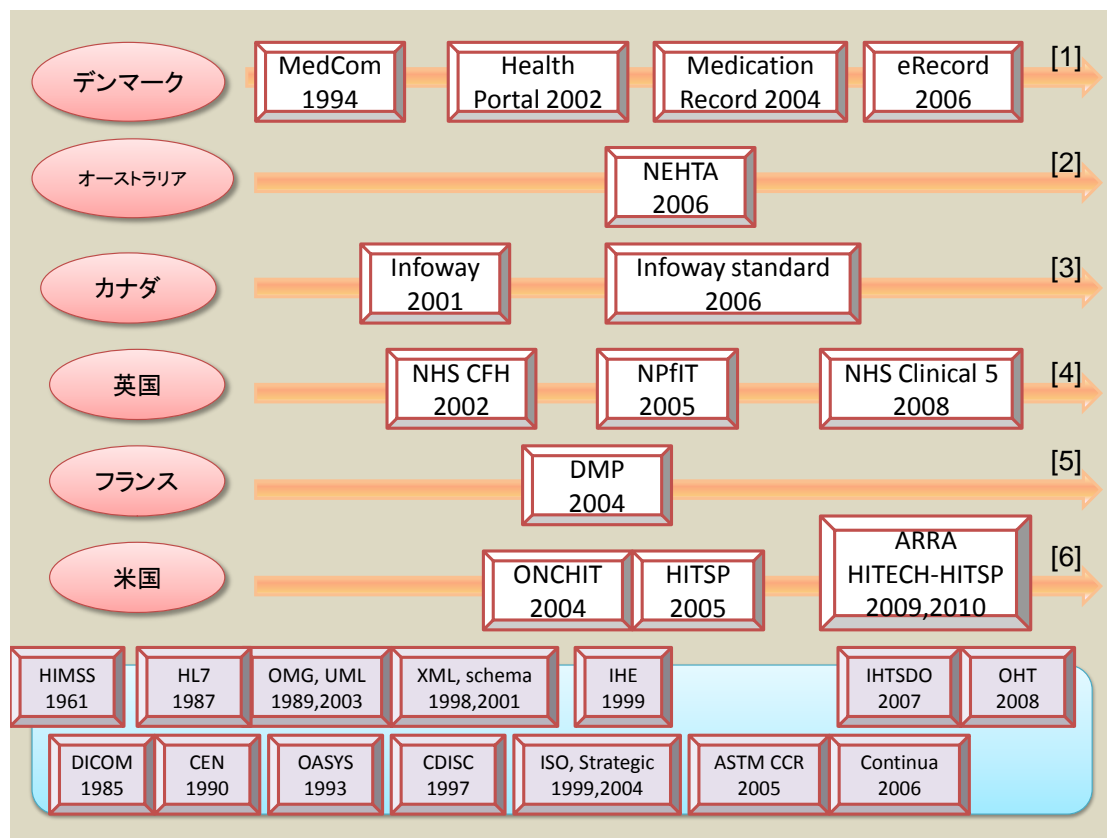 デンマーク
MedCom
1994
Health
Portal 2002
Medication
Record 2004
eRecord
2006
[1]
オーストラリア
NEHTA
2006
[2]
カナダ
Infoway
2001
Infoway standard
2006
[3]
英国
NHS CFH
2002
NPfIT
2005
NHS Clinical 5
2008
[4]
フランス
DMP
2004
[5]
米国
ONCHIT
2004
HITSP
2005
ARRA
HITECH-HITSP
2009,2010
[6]
HIMSS
1961
HL7
1987
OMG, UML
1989,2003
XML, schema
1998,2001
IHE
1999
IHTSDO
2007
OHT
2008
DICOM
1985
CEN
1990
OASYS
1993
CDISC
1997
ISO, Strategic
1999,2004
ASTM CCR
2005
Continua
2006